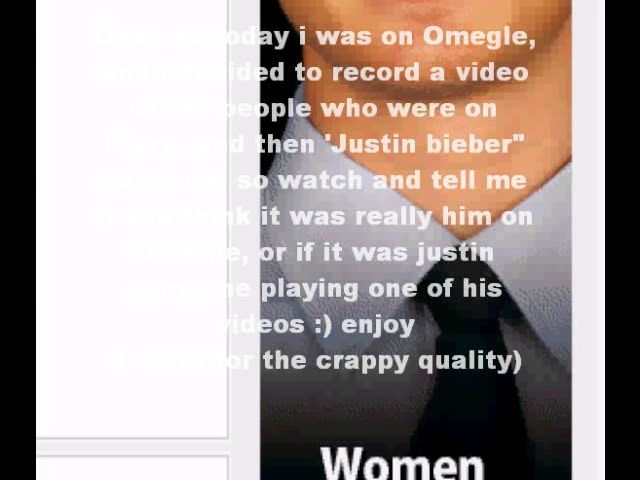 today i was on Omegle,
to record a video
people who were on
then 'Justin bieber"
so watch and tell me
it was really him on
or if it was justin
playing one of his
videos :) enjoy
for the crappy quality)
Women